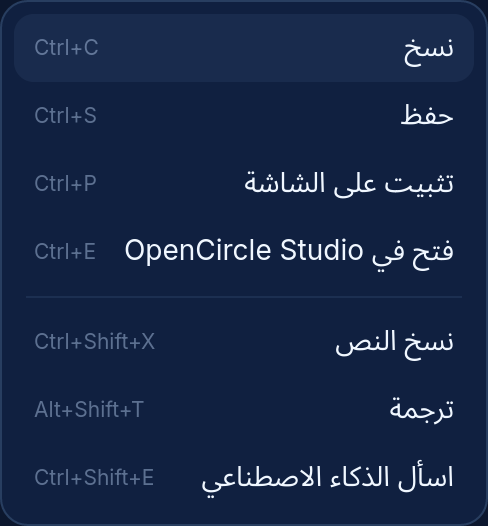 نسخ Ctrl+C
حفظ Ctrl+S
تثبيت على الشاشة Ctrl+P
فتح في OpenCircle Studio Ctrl+E
نسخ النص Ctrl+Shift+X
ترجمة Alt+Shift+T
اسأل الذكاء الاصطناعي Ctrl+Shift+E